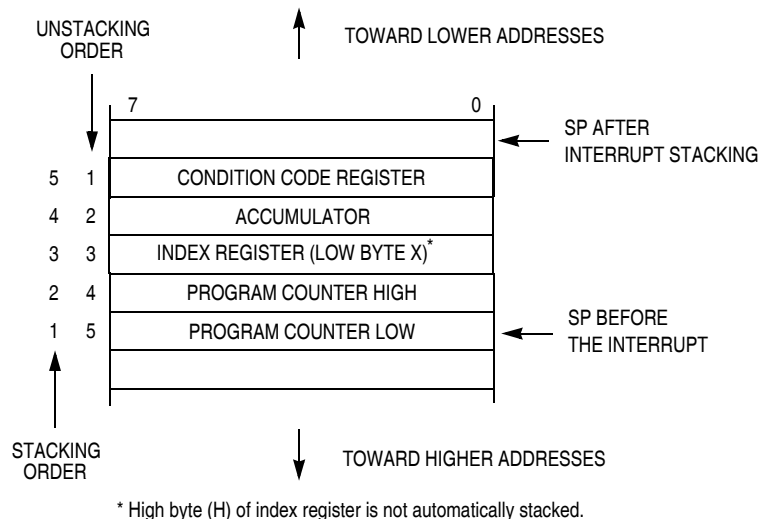 UNSTACKING
ORDER
TOWARD LOWER ADDRESSES
7 0
SP AFTER
INTERRUPT STACKING
5 1 CONDITION CODE REGISTER
4 2 ACCUMULATOR
3 3 INDEX REGISTER (LOW BYTE X)*
2 4 PROGRAM COUNTER HIGH
1 5 PROGRAM COUNTER LOW
SP BEFORE
THE INTERRUPT
STACKING
ORDER
TOWARD HIGHER ADDRESSES
* High byte (H) of index register is not automatically stacked.